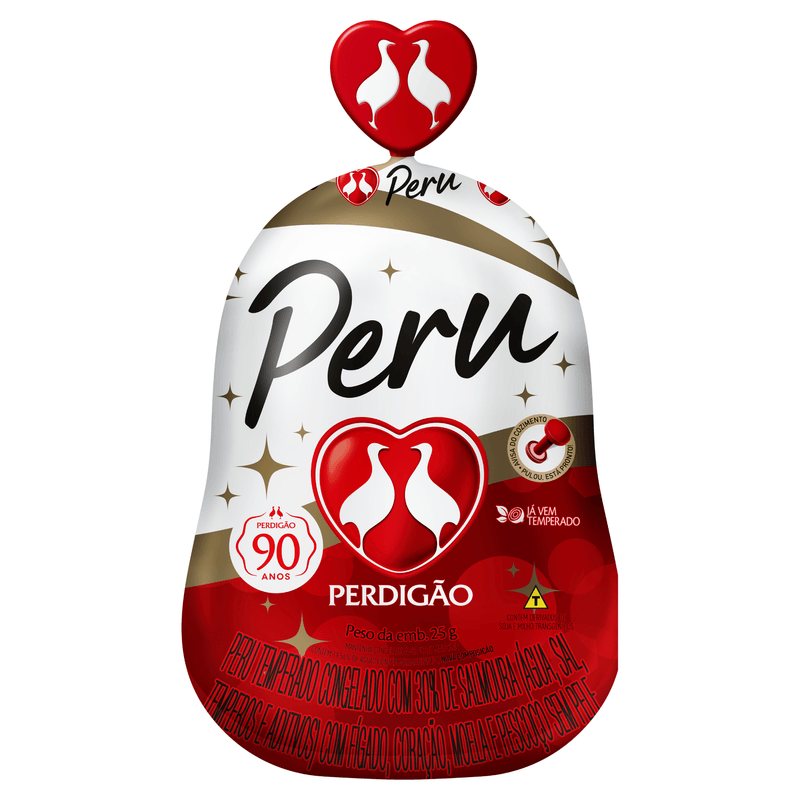 Peru
Peru
AVISA DO COZIMENTO
PULOU, ESTÁ PRONTO!
JÁ VEM
TEMPERADO
PERDIGÃO
90
ANOS
PERDIGÃO
T
Peso da emb. 25 g
PERU TEMPERADO CONGELADO COM 30% DE SALMOURA (ÁGUA, SAL,
TEMPEROS E ADITIVOS) COM FÍGADO, CORAÇÃO, MOELA E PESCOÇO SEM PELE